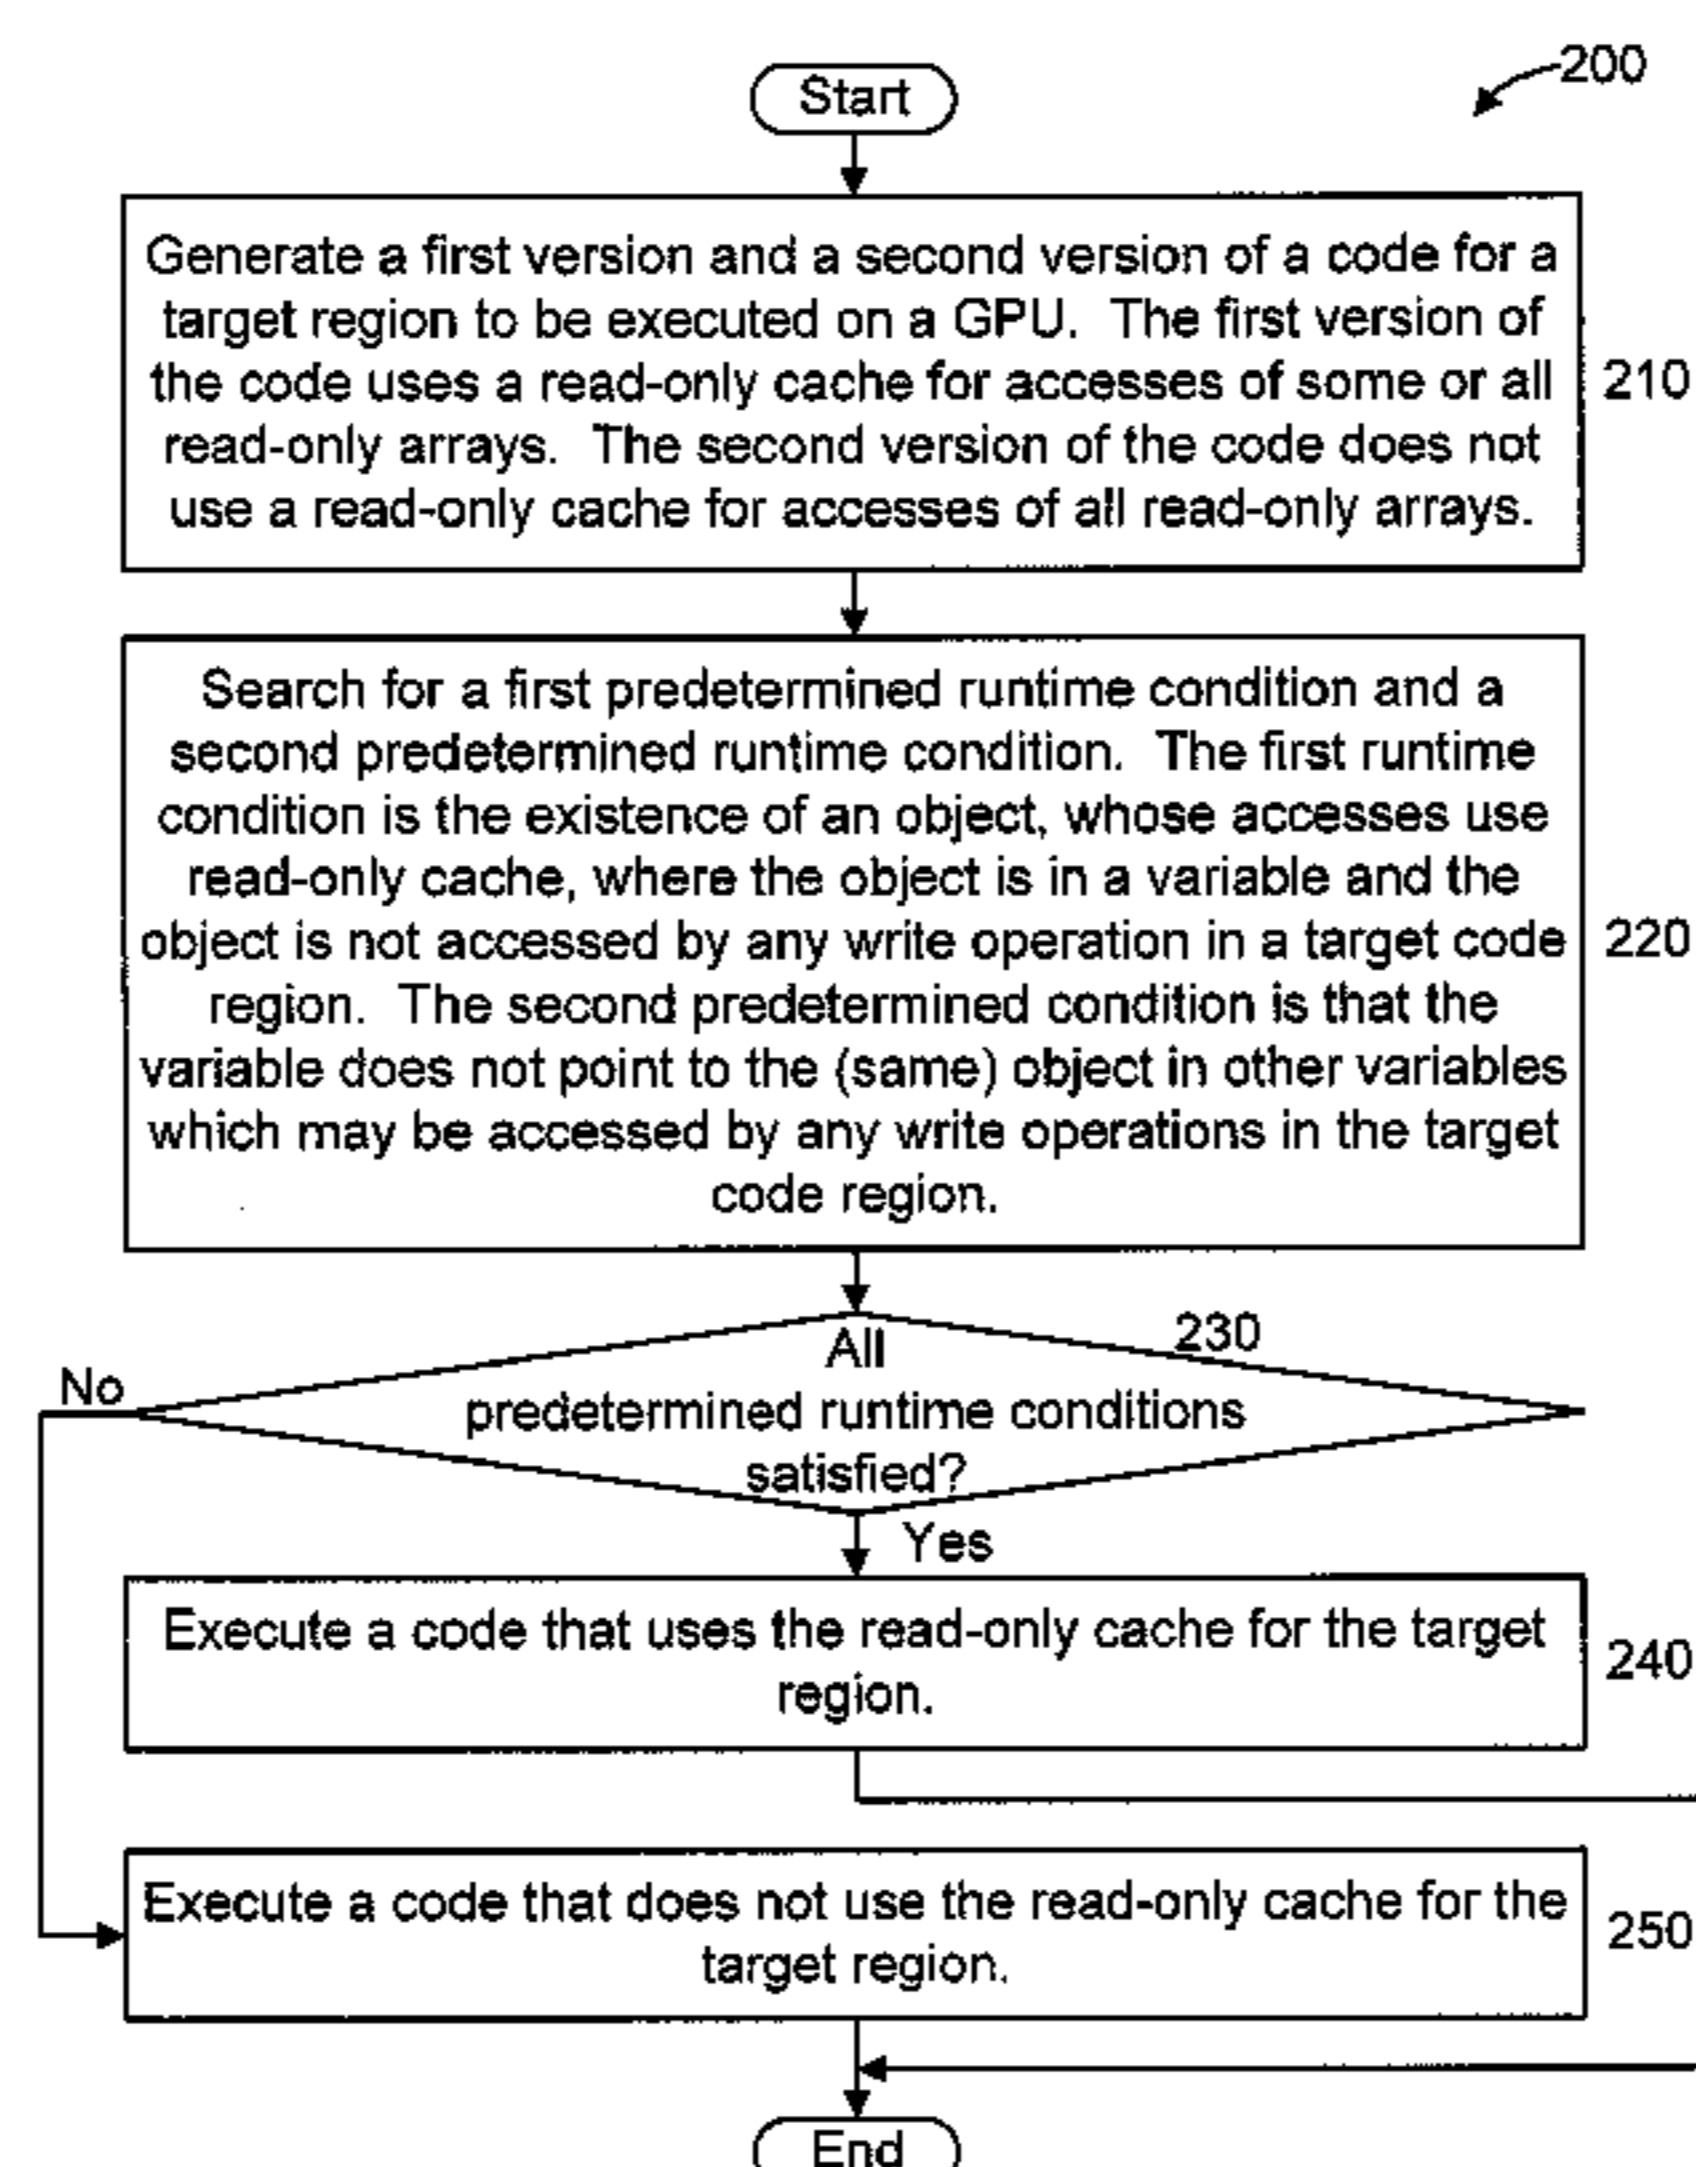 200
Start
Generate a first version and a second version of a code for a
target region to be executed on a GPU. The first version of
the code uses a read-only cache for accesses of some or all
read-only arrays. The second version of the code does not
use a read-only cache for accesses of all read-only arrays.
210
Search for a first predetermined runtime condition and a
second predetermined runtime condition. The first runtime
condition is the existence of an object, whose accesses use
read-only cache, where the object is in a variable and the
object is not accessed by any write operation in a target code
region. The second predetermined condition is that the
variable does not point to the (same) object in other variables
which may be accessed by any write operations in the target
code region.
220
230
All
predetermined runtime conditions
satisfied?
No
Yes
Execute a code that uses the read-only cache for the target
region.
240
Execute a code that does not use the read-only cache for the
target region.
250
End